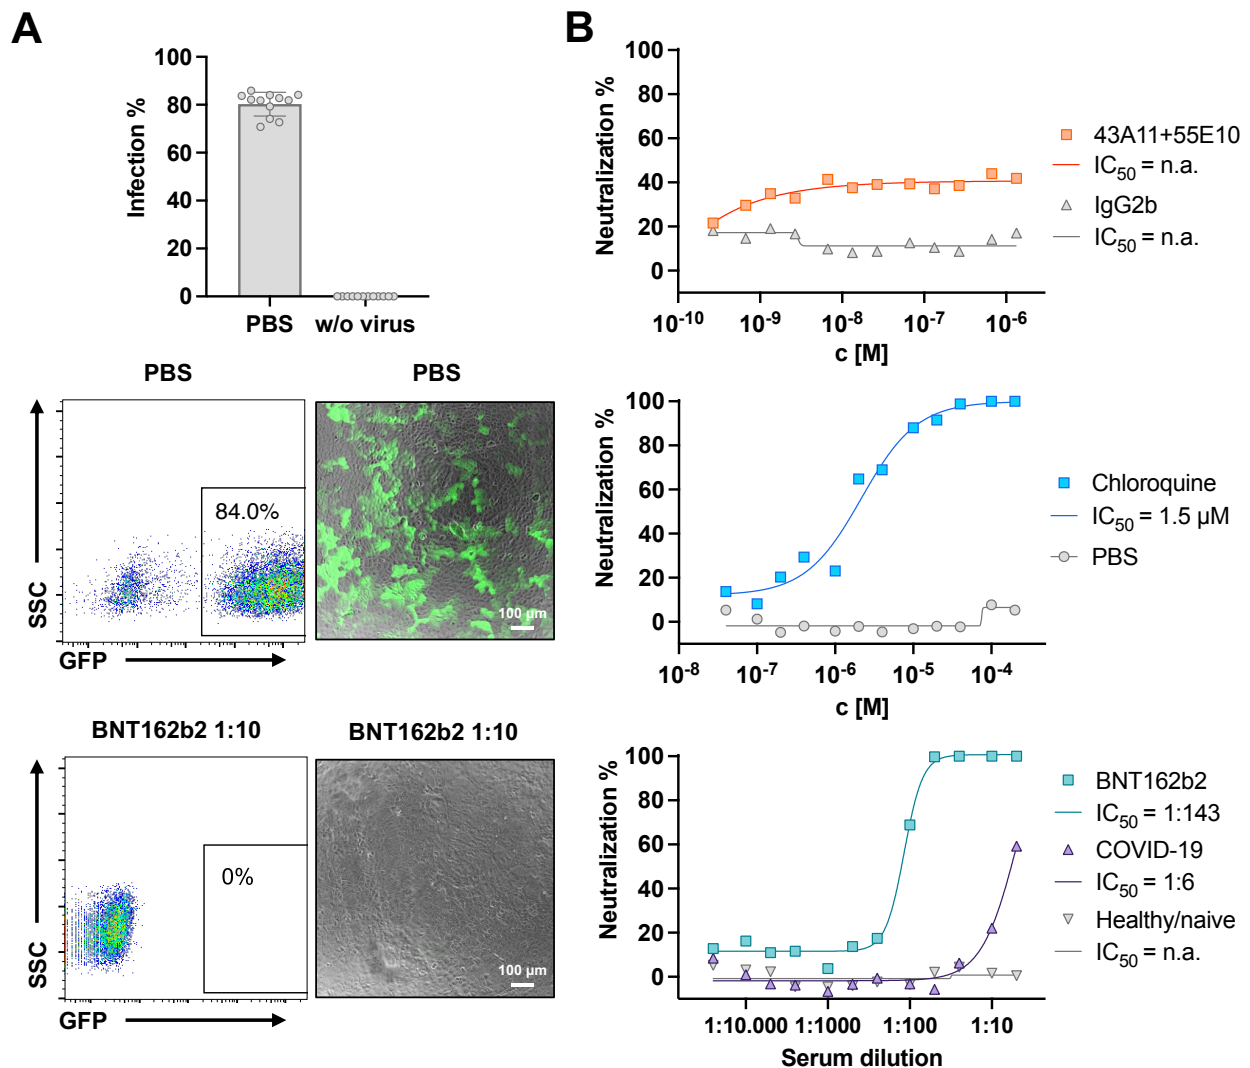 A
100
80
60
40
20
0
Infection %
PBS
w/o virus
PBS
84.0%
SSC
GFP
PBS
100 µm
BNT162b2 1:10
0%
SSC
GFP
BNT162b2 1:10
100 µm
B
100
80
60
40
20
0
Neutralization %
10-10
10-9
10-8
10-7
10-6
c [M]
43A11+55E10
IC50 = n.a.
IgG2b
IC50 = n.a.
100
80
60
40
20
0
Neutralization %
10-8
10-7
10-6
10-5
10-4
c [M]
Chloroquine
IC50 = 1.5 µM
PBS
100
80
60
40
20
0
Neutralization %
1:10.000
1:1000
1:100
1:10
Serum dilution
BNT162b2
IC50 = 1:143
COVID-19
IC50 = 1:6
Healthy/naive
IC50 = n.a.